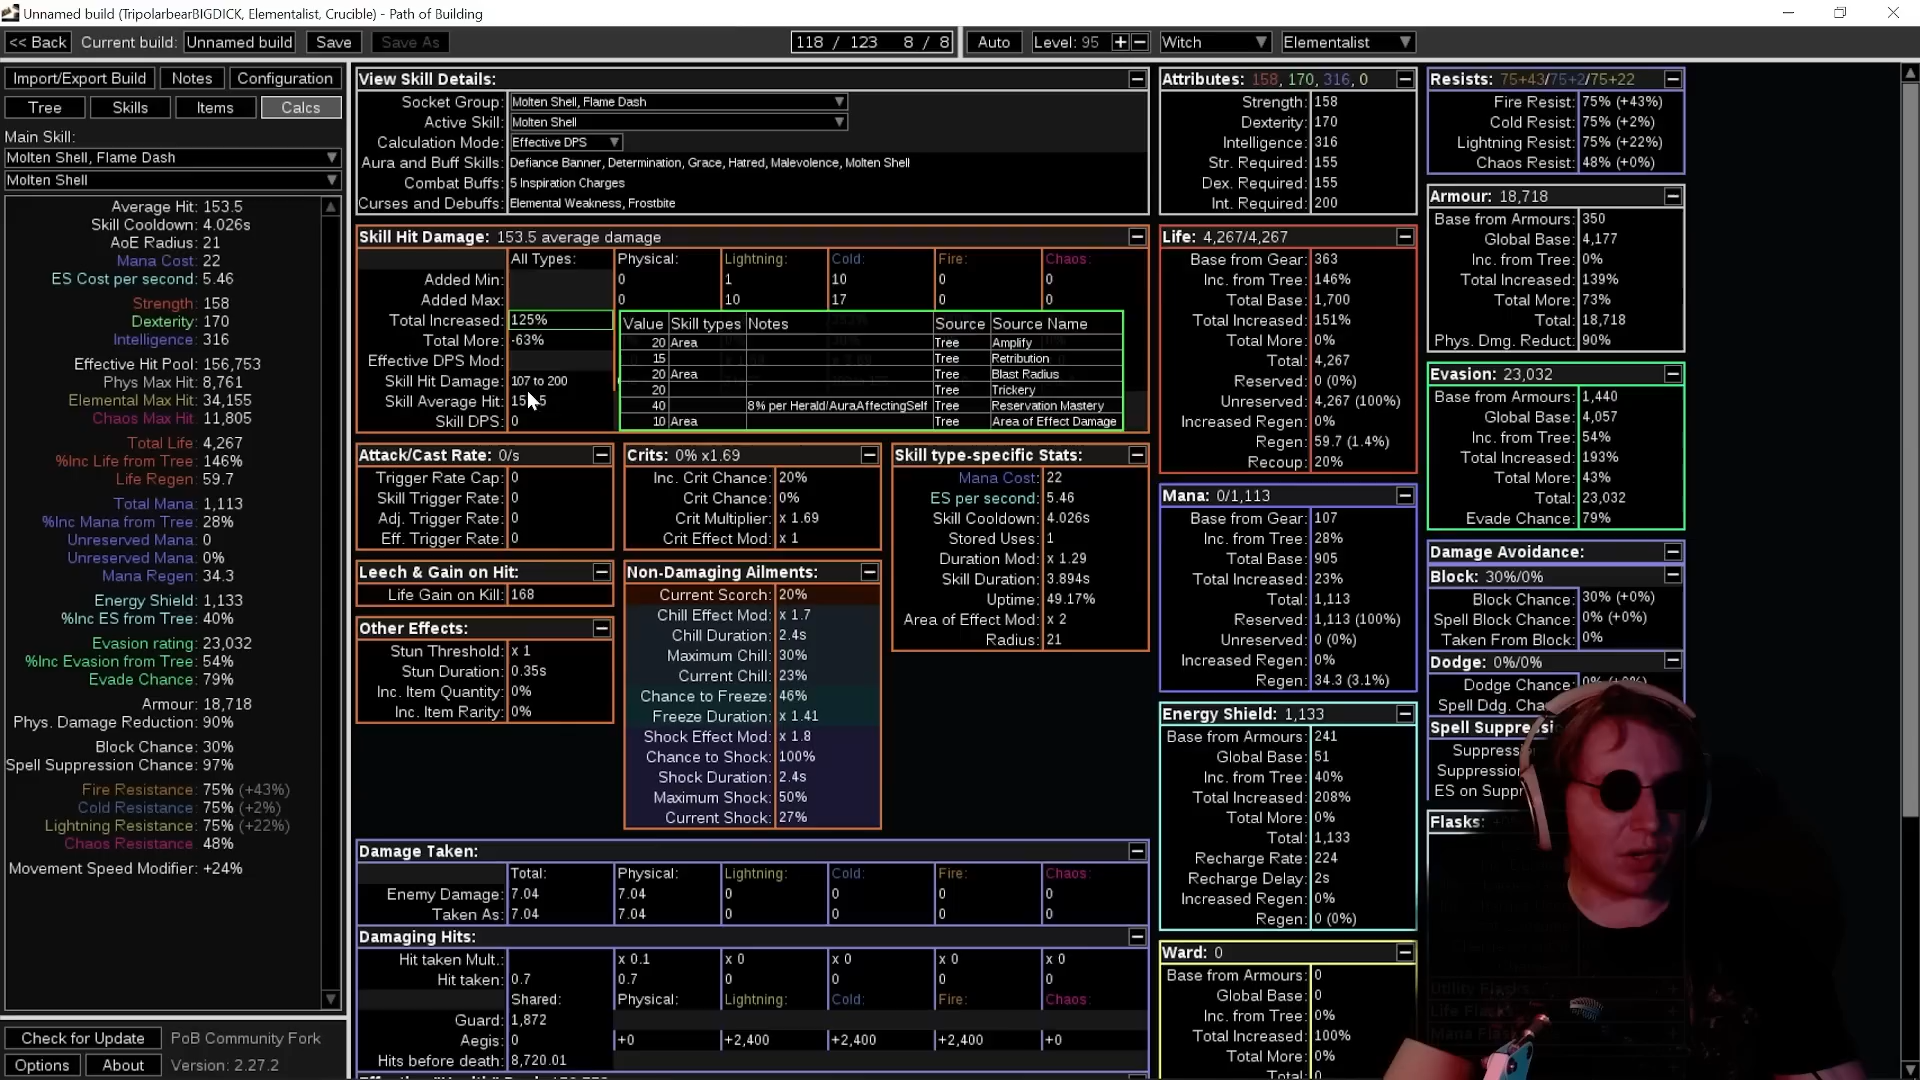 Unnamed build (TripolarbearBIGDICK, Elementalist, Crucible) - Path of Building
<< Back Current build: Unnamed build Save Save As 118 / 123 8 / 8 Auto Level: 95 + - Witch Elementalist
Import/Export Build Notes Configuration
Tree Skills Items Calcs
Main Skill:
Molten Shell, Flame Dash
Molten Shell
Average Hit: 153.5
Skill Cooldown: 4.026s
AoE Radius: 21
Mana Cost: 22
ES Cost per second: 5.46
Strength: 158
Dexterity: 170
Intelligence: 316
Effective Hit Pool: 156,753
Phys Max Hit: 8,761
Elemental Max Hit: 34,155
Chaos Max Hit: 11,805
Total Life: 4,267
%Inc Life from Tree: 146%
Life Regen: 59.7
Total Mana: 1,113
%Inc Mana from Tree: 28%
Unreserved Mana: 0
Unreserved Mana: 0%
Mana Regen: 34.3
Energy Shield: 1,133
%Inc ES from Tree: 40%
Evasion rating: 23,032
%Inc Evasion from Tree: 54%
Evade Chance: 79%
Armour: 18,718
Phys. Damage Reduction: 90%
Block Chance: 30%
Spell Suppression Chance: 97%
Fire Resistance: 75% (+43%)
Cold Resistance: 75% (+2%)
Lightning Resistance: 75% (+22%)
Chaos Resistance: 48%
Movement Speed Modifier: +24%
Check for Update PoB Community Fork
Options About Version: 2.27.2
View Skill Details:
Socket Group: Molten Shell, Flame Dash
Active Skill: Molten Shell
Calculation Mode: Effective DPS
Aura and Buff Skills: Defiance Banner, Determination, Grace, Hatred, Malevolence, Molten Shell
Combat Buffs: 5 Inspiration Charges
Curses and Debuffs: Elemental Weakness, Frostbite
Skill Hit Damage: 153.5 average damage
All Types: Physical: Lightning: Cold: Fire: Chaos:
Added Min: 0 1 10 0 0
Added Max: 0 10 17 0 0
Total Increased: 125%
Total More: -63%
Effective DPS Mod:
Skill Hit Damage: 107 to 200
Skill Average Hit:
Skill DPS: 0
Value Skill types Notes Source Source Name
20 Area Tree Amplify
15 Tree Retribution
20 Area Tree Blast Radius
20 Tree Trickery
40 8% per Herald/AuraAffectingSelf Tree Reservation Mastery
10 Area Tree Area of Effect Damage
Attack/Cast Rate: 0/s
Trigger Rate Cap: 0
Skill Trigger Rate: 0
Adj. Trigger Rate: 0
Eff. Trigger Rate: 0
Leech & Gain on Hit:
Life Gain on Kill: 168
Other Effects:
Stun Threshold: x 1
Stun Duration: 0.35s
Inc. Item Quantity: 0%
Inc. Item Rarity: 0%
Crits: 0% x1.69
Inc. Crit Chance: 20%
Crit Chance: 0%
Crit Multiplier: x 1.69
Crit Effect Mod: x 1
Non-Damaging Ailments:
Current Scorch: 20%
Chill Effect Mod: x 1.7
Chill Duration: 2.4s
Maximum Chill: 30%
Current Chill: 23%
Chance to Freeze: 46%
Freeze Duration: x 1.41
Shock Effect Mod: x 1.8
Chance to Shock: 100%
Shock Duration: 2.4s
Maximum Shock: 50%
Current Shock: 27%
Skill type-specific Stats:
Mana Cost: 22
ES per second: 5.46
Skill Cooldown: 4.026s
Stored Uses: 1
Duration Mod: x 1.29
Skill Duration: 3.894s
Uptime: 49.17%
Area of Effect Mod: x 2
Radius: 21
Damage Taken:
Total: Physical: Lightning: Cold: Fire: Chaos:
Enemy Damage: 7.04 7.04 0 0 0 0
Taken As: 7.04 7.04 0 0 0 0
Damaging Hits:
Hit taken Mult.: x 0.1 x 0 x 0 x 0 x 0
Hit taken: 0.7 0.7 0 0 0 0
Shared: Physical: Lightning: Cold: Fire: Chaos:
Guard: 1,872
Aegis: 0 +0 +2,400 +2,400 +2,400 +0
Hits before death: 8,720.01
Attributes: 158, 170, 316, 0
Strength: 158
Dexterity: 170
Intelligence: 316
Str. Required: 155
Dex. Required: 155
Int. Required: 200
Life: 4,267/4,267
Base from Gear: 363
Inc. from Tree: 146%
Total Base: 1,700
Total Increased: 151%
Total More: 0%
Total: 4,267
Reserved: 0 (0%)
Unreserved: 4,267 (100%)
Increased Regen: 0%
Regen: 59.7 (1.4%)
Recoup: 20%
Mana: 0/1,113
Base from Gear: 107
Inc. from Tree: 28%
Total Base: 905
Total Increased: 23%
Total: 1,113
Reserved: 1,113 (100%)
Unreserved: 0 (0%)
Increased Regen: 0%
Regen: 34.3 (3.1%)
Energy Shield: 1,133
Base from Armours: 241
Global Base: 51
Inc. from Tree: 40%
Total Increased: 208%
Total More: 0%
Total: 1,133
Recharge Rate: 224
Recharge Delay: 2s
Increased Regen: 0%
Regen: 0 (0%)
Ward: 0
Base from Armours: 0
Global Base: 0
Inc. from Tree: 0%
Total Increased: 100%
Total More: 0%
Total: 0
Resists: 75+43/75+2/75+22
Fire Resist: 75% (+43%)
Cold Resist: 75% (+2%)
Lightning Resist: 75% (+22%)
Chaos Resist: 48% (+0%)
Armour: 18,718
Base from Armours: 350
Global Base: 4,177
Inc. from Tree: 0%
Total Increased: 139%
Total More: 73%
Total: 18,718
Phys. Dmg. Reduct: 90%
Evasion: 23,032
Base from Armours: 1,440
Global Base: 4,057
Inc. from Tree: 54%
Total Increased: 193%
Total More: 43%
Total: 23,032
Evade Chance: 79%
Damage Avoidance:
Block: 30%/0%
Block Chance: 30% (+0%)
Spell Block Chance: 0% (+0%)
Taken From Block: 0%
Dodge: 0%/0%
Dodge Chance:
Spell Ddg. Cha
Spell Suppressi
Suppress
Suppression
ES on Supp
Flasks:
Utility Flasks
Life Flasks
Mana Flasks